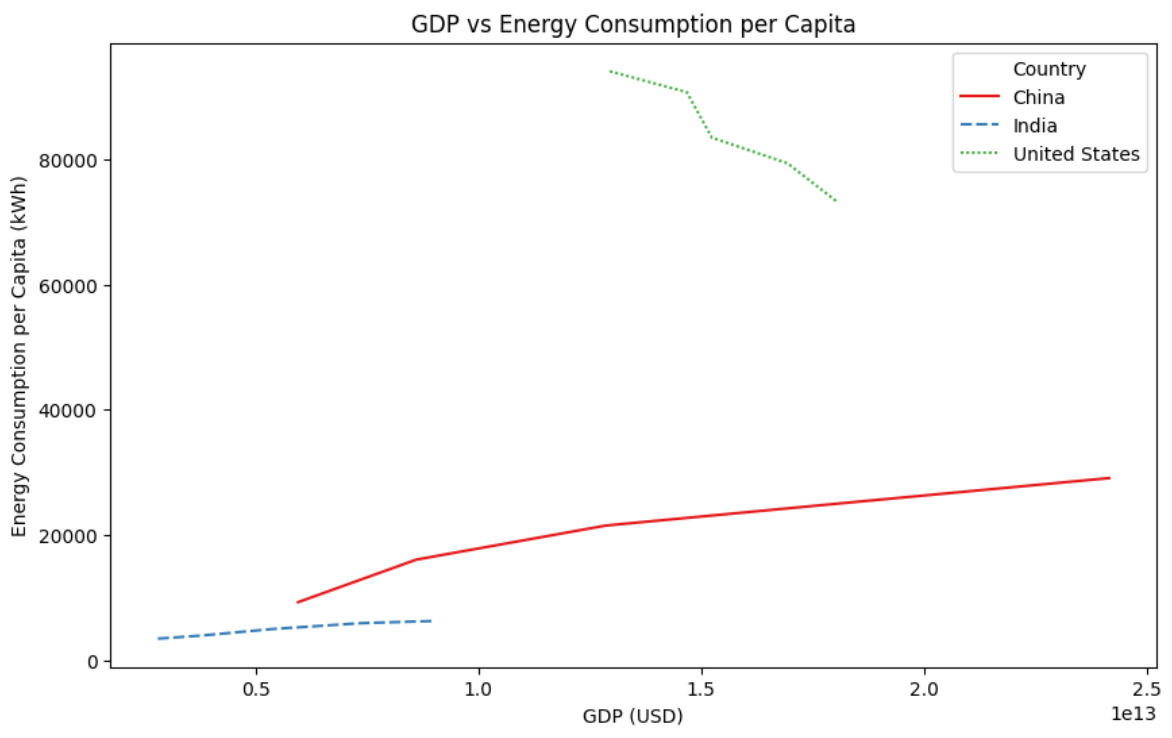 GDP vs Energy Consumption per Capita
Country
China
India
United States
Energy Consumption per Capita (kWh)
80000
60000
40000
20000
0
0.5
1.0
1.5
2.0
2.5
1e13
GDP (USD)